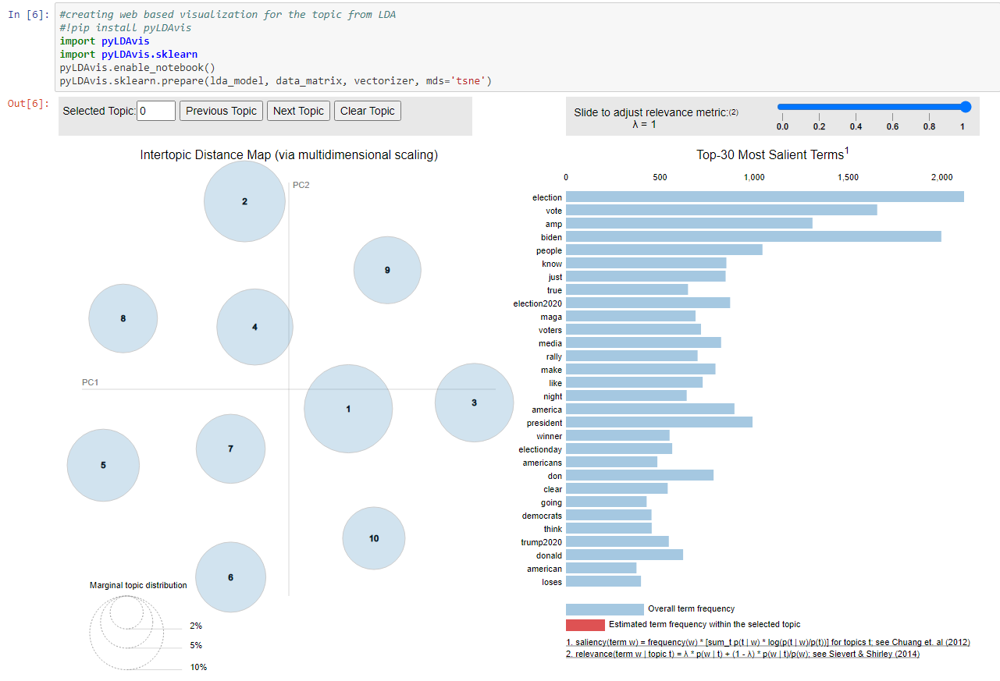 In [6]:
#creating web based visualization for the topic from LDA
#!pip install pyLDAvis
import pyLDAvis
import pyLDAvis.sklearn
pyLDAvis.enable_notebook()
pyLDAvis.sklearn.prepare(lda_model, data_matrix, vectorizer, mds='tsne')
Out[6]:
Selected Topic: 0 Previous Topic Next Topic Clear Topic
Slide to adjust relevance metric:(2)
λ = 1
0.0 0.2 0.4 0.6 0.8 1
Intertopic Distance Map (via multidimensional scaling)
PC2
2
9
8
4
PC1
1
3
7
5
10
6
Marginal topic distribution
2%
5%
10%
Top-30 Most Salient Terms1
0 500 1,000 1,500 2,000
election
vote
amp
biden
people
know
just
true
election2020
maga
voters
media
rally
make
like
night
america
president
winner
electionday
americans
don
clear
going
democrats
think
trump2020
donald
american
loses
Overall term frequency
Estimated term frequency within the selected topic
1. saliency(term w) = frequency(w) * [sum_t p(t | w) * log(p(t | w)/p(t))] for topics t; see Chuang et. al (2012)
2. relevance(term w | topic t) = λ * p(w | t) + (1 - λ) * p(w | t)/p(w); see Sievert & Shirley (2014)